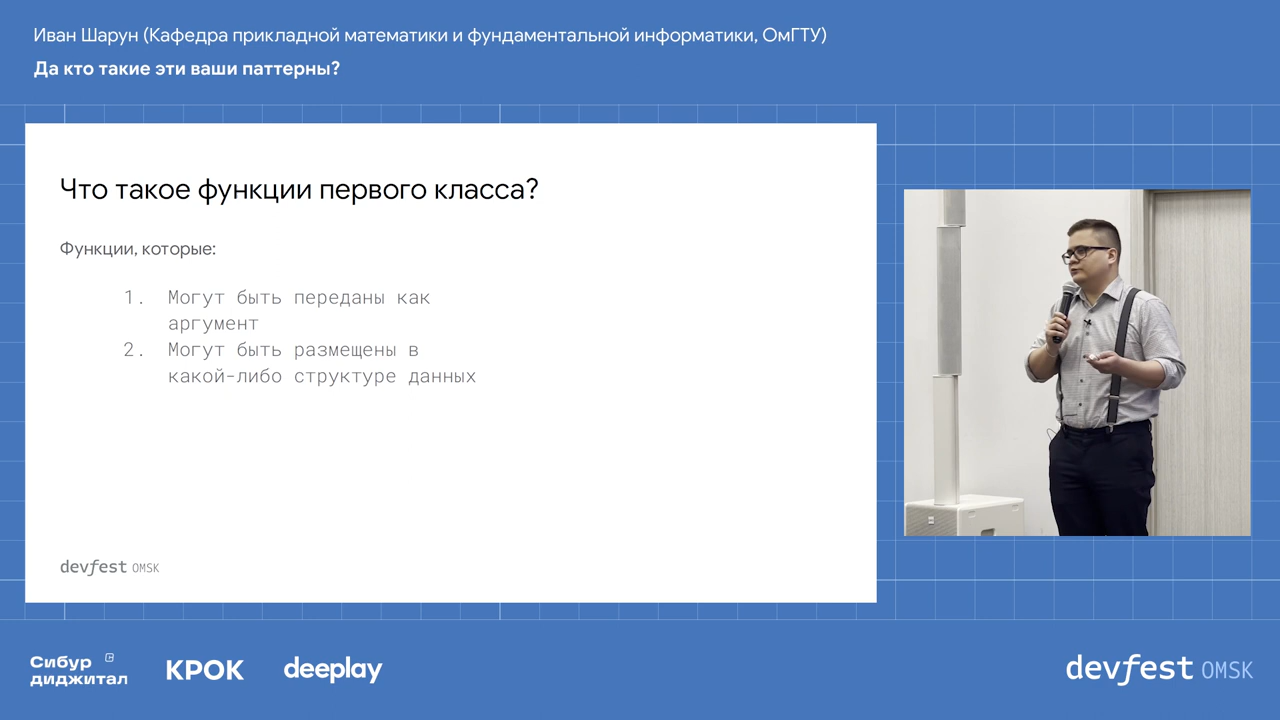 Иван Шарун (Кафедра прикладной математики и фундаментальной информатики, ОмГТУ)
Да кто такие эти ваши паттерны?
Что такое функции первого класса?
Функции, которые:
1. Могут быть переданы как
аргумент
2. Могут быть размещены в
какой-либо структуре данных
devfest OMSK
Сибур
диджитал
КРОК
deeplay
devfest OMSK